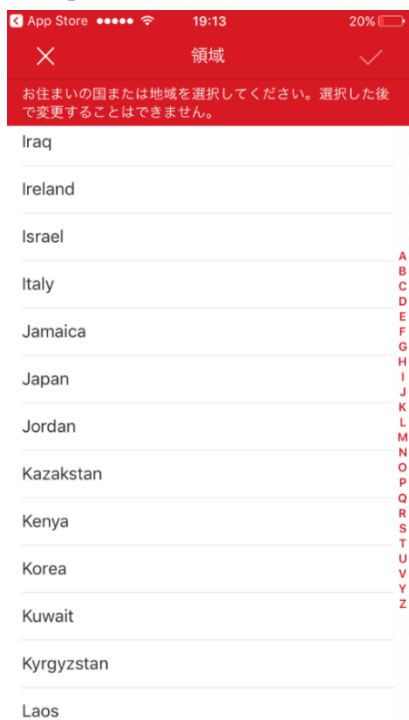 App Store 19:13 20%
領域
お住まいの国または地域を選択してください。選択した後
で変更することはできません。
Iraq
Ireland
Israel
Italy
Jamaica
Japan
Jordan
Kazakstan
Kenya
Korea
Kuwait
Kyrgyzstan
Laos
A
B
C
D
E
F
G
H
I
J
K
L
M
N
O
P
Q
R
S
T
U
V
Y
Z